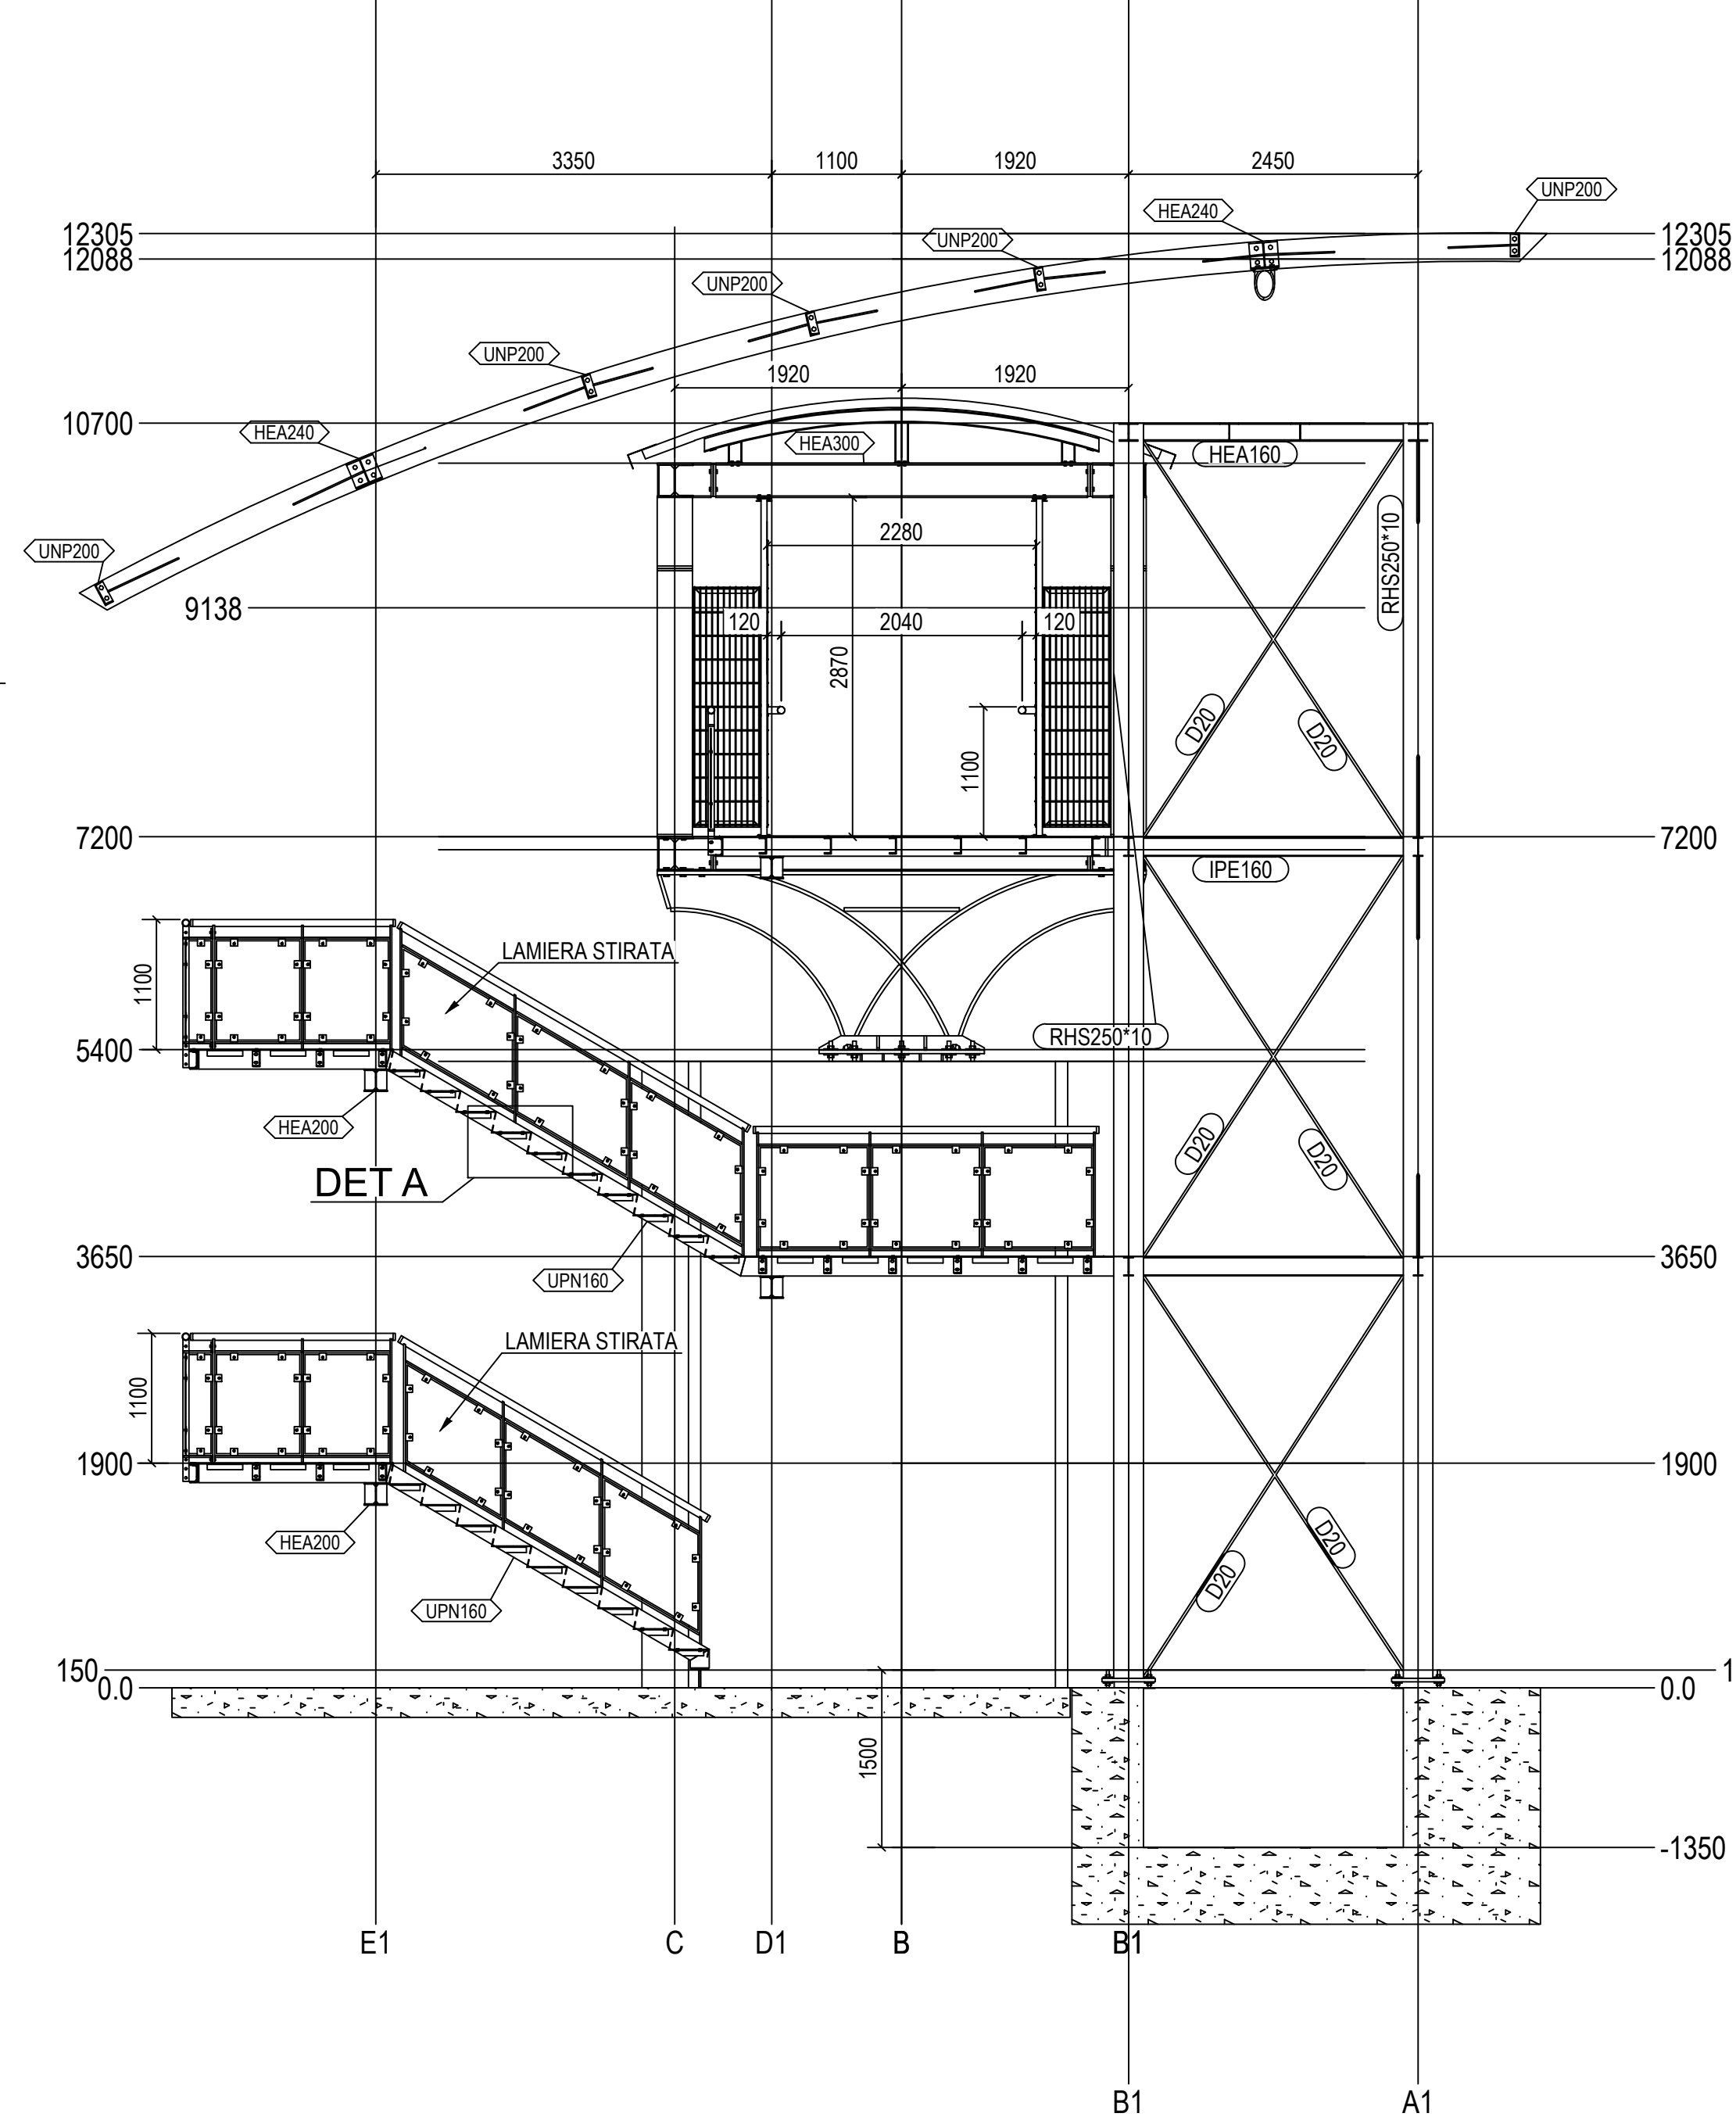 3350 1100 1920 2450
UNP200
HEA240
12305 12305
UNP200
12088 12088
UNP200
UNP200
1920 1920
10700
HEA240
HEA300
HEA160
RHS250*10
2280
UNP200
9138
120 2040 120
2870
D20 D20
1100
7200 7200
IPE160
LAMIERA STIRATA
1100
RHS250*10
5400
HEA200
D20 D20
DET A
3650 3650
UPN160
LAMIERA STIRATA
1100
1900 1900
HEA200
D20
D20
UPN160
150 1
0.0 0.0
1500
-1350
E1 C D1 B B1
B1 A1